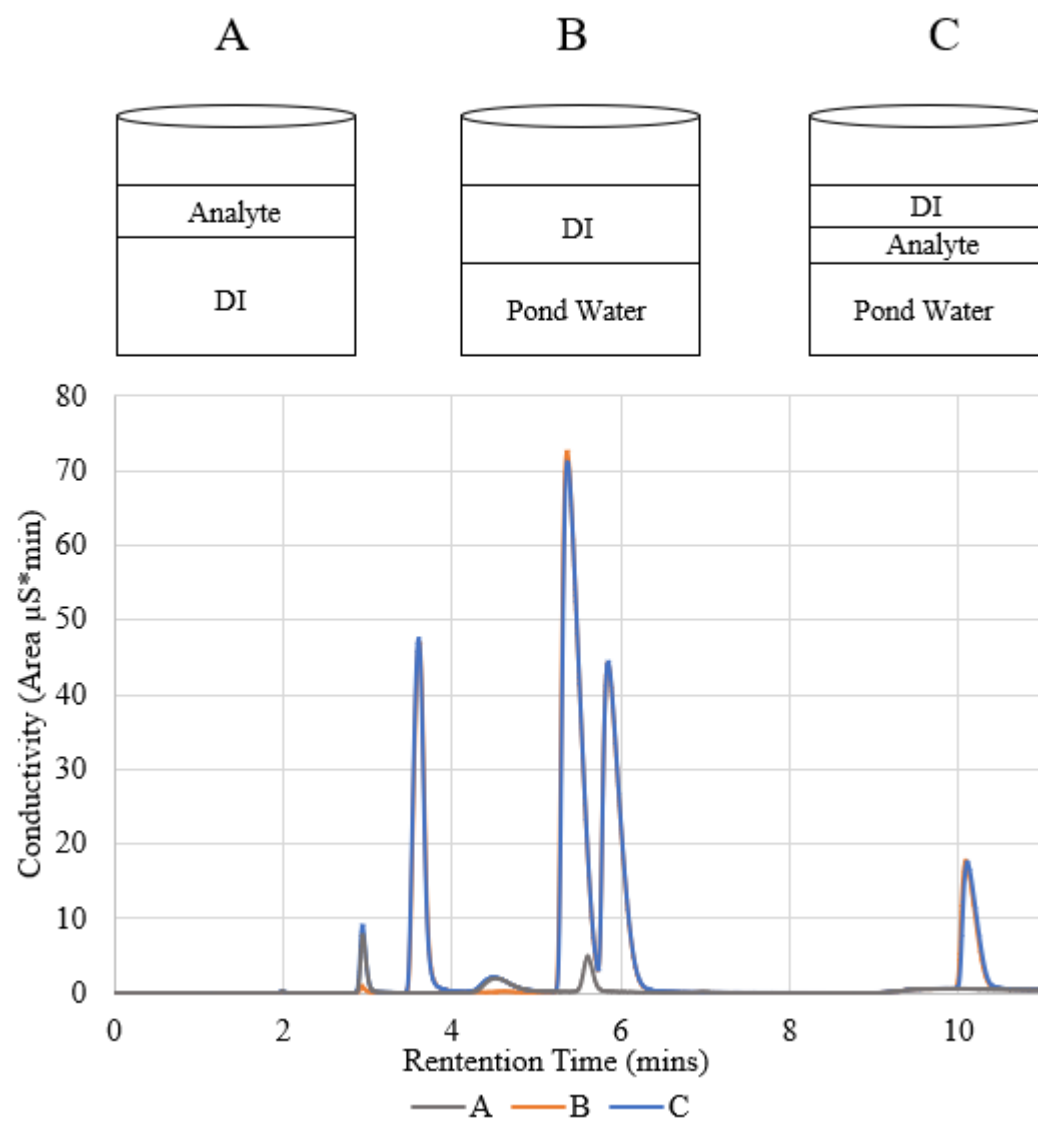 A B C
Analyte
DI
DI
Pond Water
DI
Analyte
Pond Water
Conductivity (Area µS*min)
80
70
60
50
40
30
20
10
0
0 2 4 6 8 10
Rentention Time (mins)
A B C